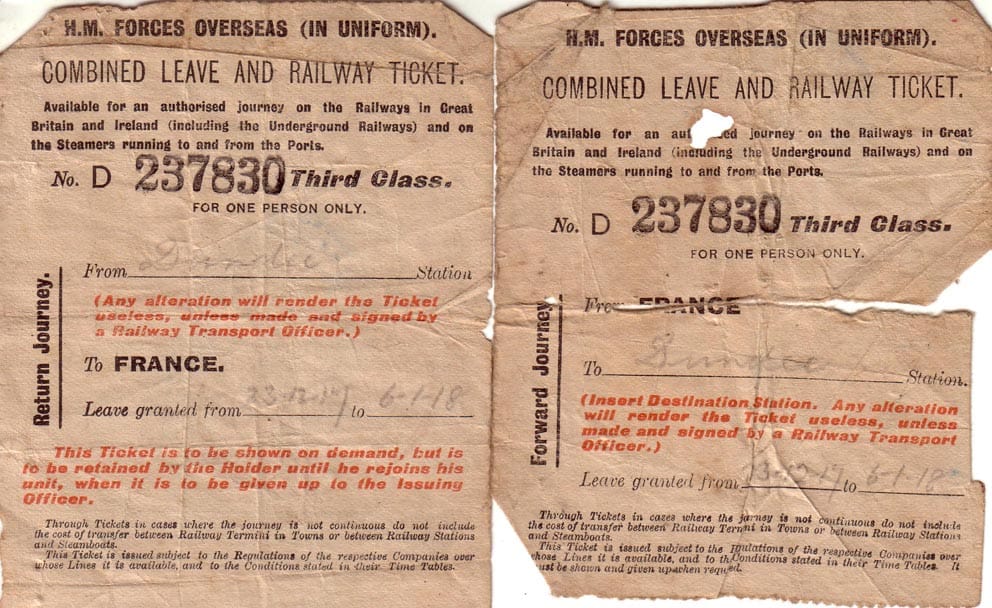 H.M. FORCES OVERSEAS (IN UNIFORM).
COMBINED LEAVE AND RAILWAY TICKET.
Available for an authorised journey on the Railways in Great
Britain and Ireland (including the Underground Railways) and on
the Steamers running to and from the Ports.
No. D 237830 Third Class.
FOR ONE PERSON ONLY.
Return Journey.
From Dundee Station
(Any alteration will render the Ticket
useless, unless made and signed by
a Railway Transport Officer.)
To FRANCE.
Leave granted from 23-12-17 to 6-1-18
This Ticket is to be shown on demand, but is
to be retained by the Holder until he rejoins his
unit, when it is to be given up to the Issuing
Officer.
Through Tickets in cases where the journey is not continuous do not include
the cost of transfer between Railway Termini in Towns or between Railway Stations
and Steamboats.
This Ticket is issued subject to the Regulations of the respective Companies over
whose Lines it is available, and to the Conditions stated in their Time Tables.
H.M. FORCES OVERSEAS (IN UNIFORM).
COMBINED LEAVE AND RAILWAY TICKET.
Available for an journey on the Railways in Great
Britain and Ireland (including the Underground Railways) and on
the Steamers running to and from the Ports.
No. D 237830 Third Class.
FOR ONE PERSON ONLY.
Forward Journey
From FRANCE
To Dundee Station.
(Insert Destination Station. Any alteration
will render the Ticket useless, unless
made and signed by a Railway Transport
Officer.)
Leave granted from 23-12-17 to 6-1-18
Through Tickets in cases where the journey is not continuous do not include
the cost of transfer between Railway Termini in Towns or between Railway Stations
and Steamboats.
This Ticket is issued subject to the Regulations of the respective Companies over
whose Lines it is available, and to the Conditions stated in their Time Tables. It
must be shown and given up when required.